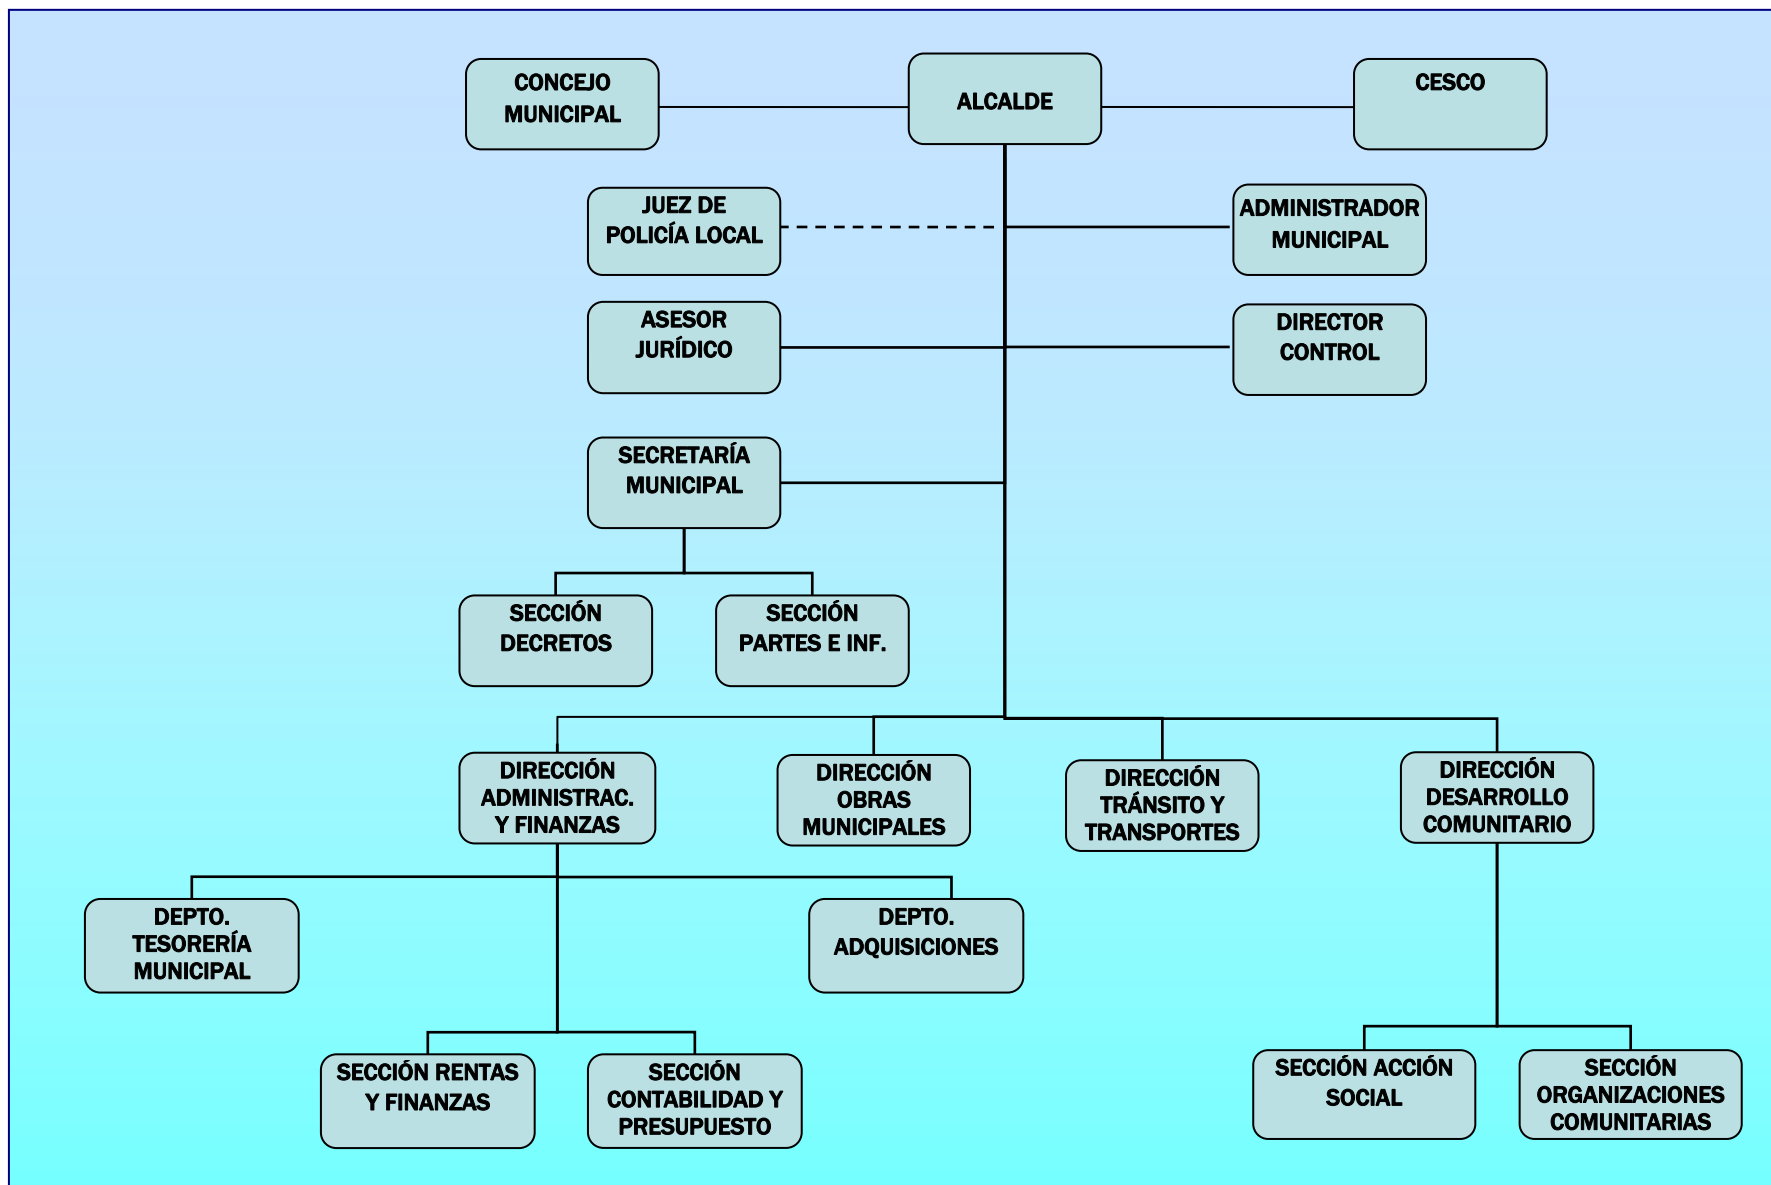 CONCEJO
MUNICIPAL
ALCALDE
CESCO
JUEZ DE
POLICÍA LOCAL
ADMINISTRADOR
MUNICIPAL
ASESOR
JURÍDICO
DIRECTOR
CONTROL
SECRETARÍA
MUNICIPAL
SECCIÓN
DECRETOS
SECCIÓN
PARTES E INF.
DIRECCIÓN
ADMINISTRAC.
Y FINANZAS
DIRECCIÓN
OBRAS
MUNICIPALES
DIRECCIÓN
TRÁNSITO Y
TRANSPORTES
DIRECCIÓN
DESARROLLO
COMUNITARIO
DEPTO.
TESORERÍA
MUNICIPAL
DEPTO.
ADQUISICIONES
SECCIÓN RENTAS
Y FINANZAS
SECCIÓN
CONTABILIDAD Y
PRESUPUESTO
SECCIÓN ACCIÓN
SOCIAL
SECCIÓN
ORGANIZACIONES
COMUNITARIAS